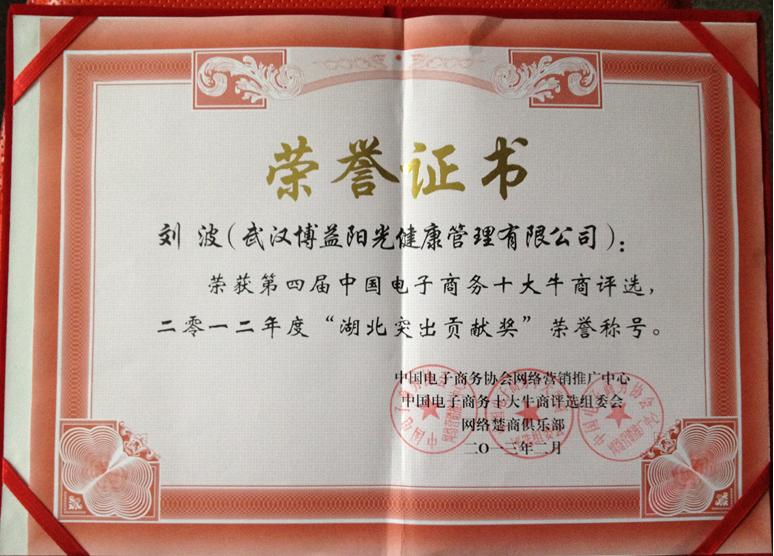 荣誉证书
刘 波（武汉博益阳光健康管理有限公司）：
荣获第四届中国电子商务十大牛商评选，
二零一二年度“湖北突出贡献奖”荣誉称号。
中国电子商务协会网络营销推广中心
中国电子商务十大牛商评选组委会
网络楚商俱乐部
二〇一三年二月